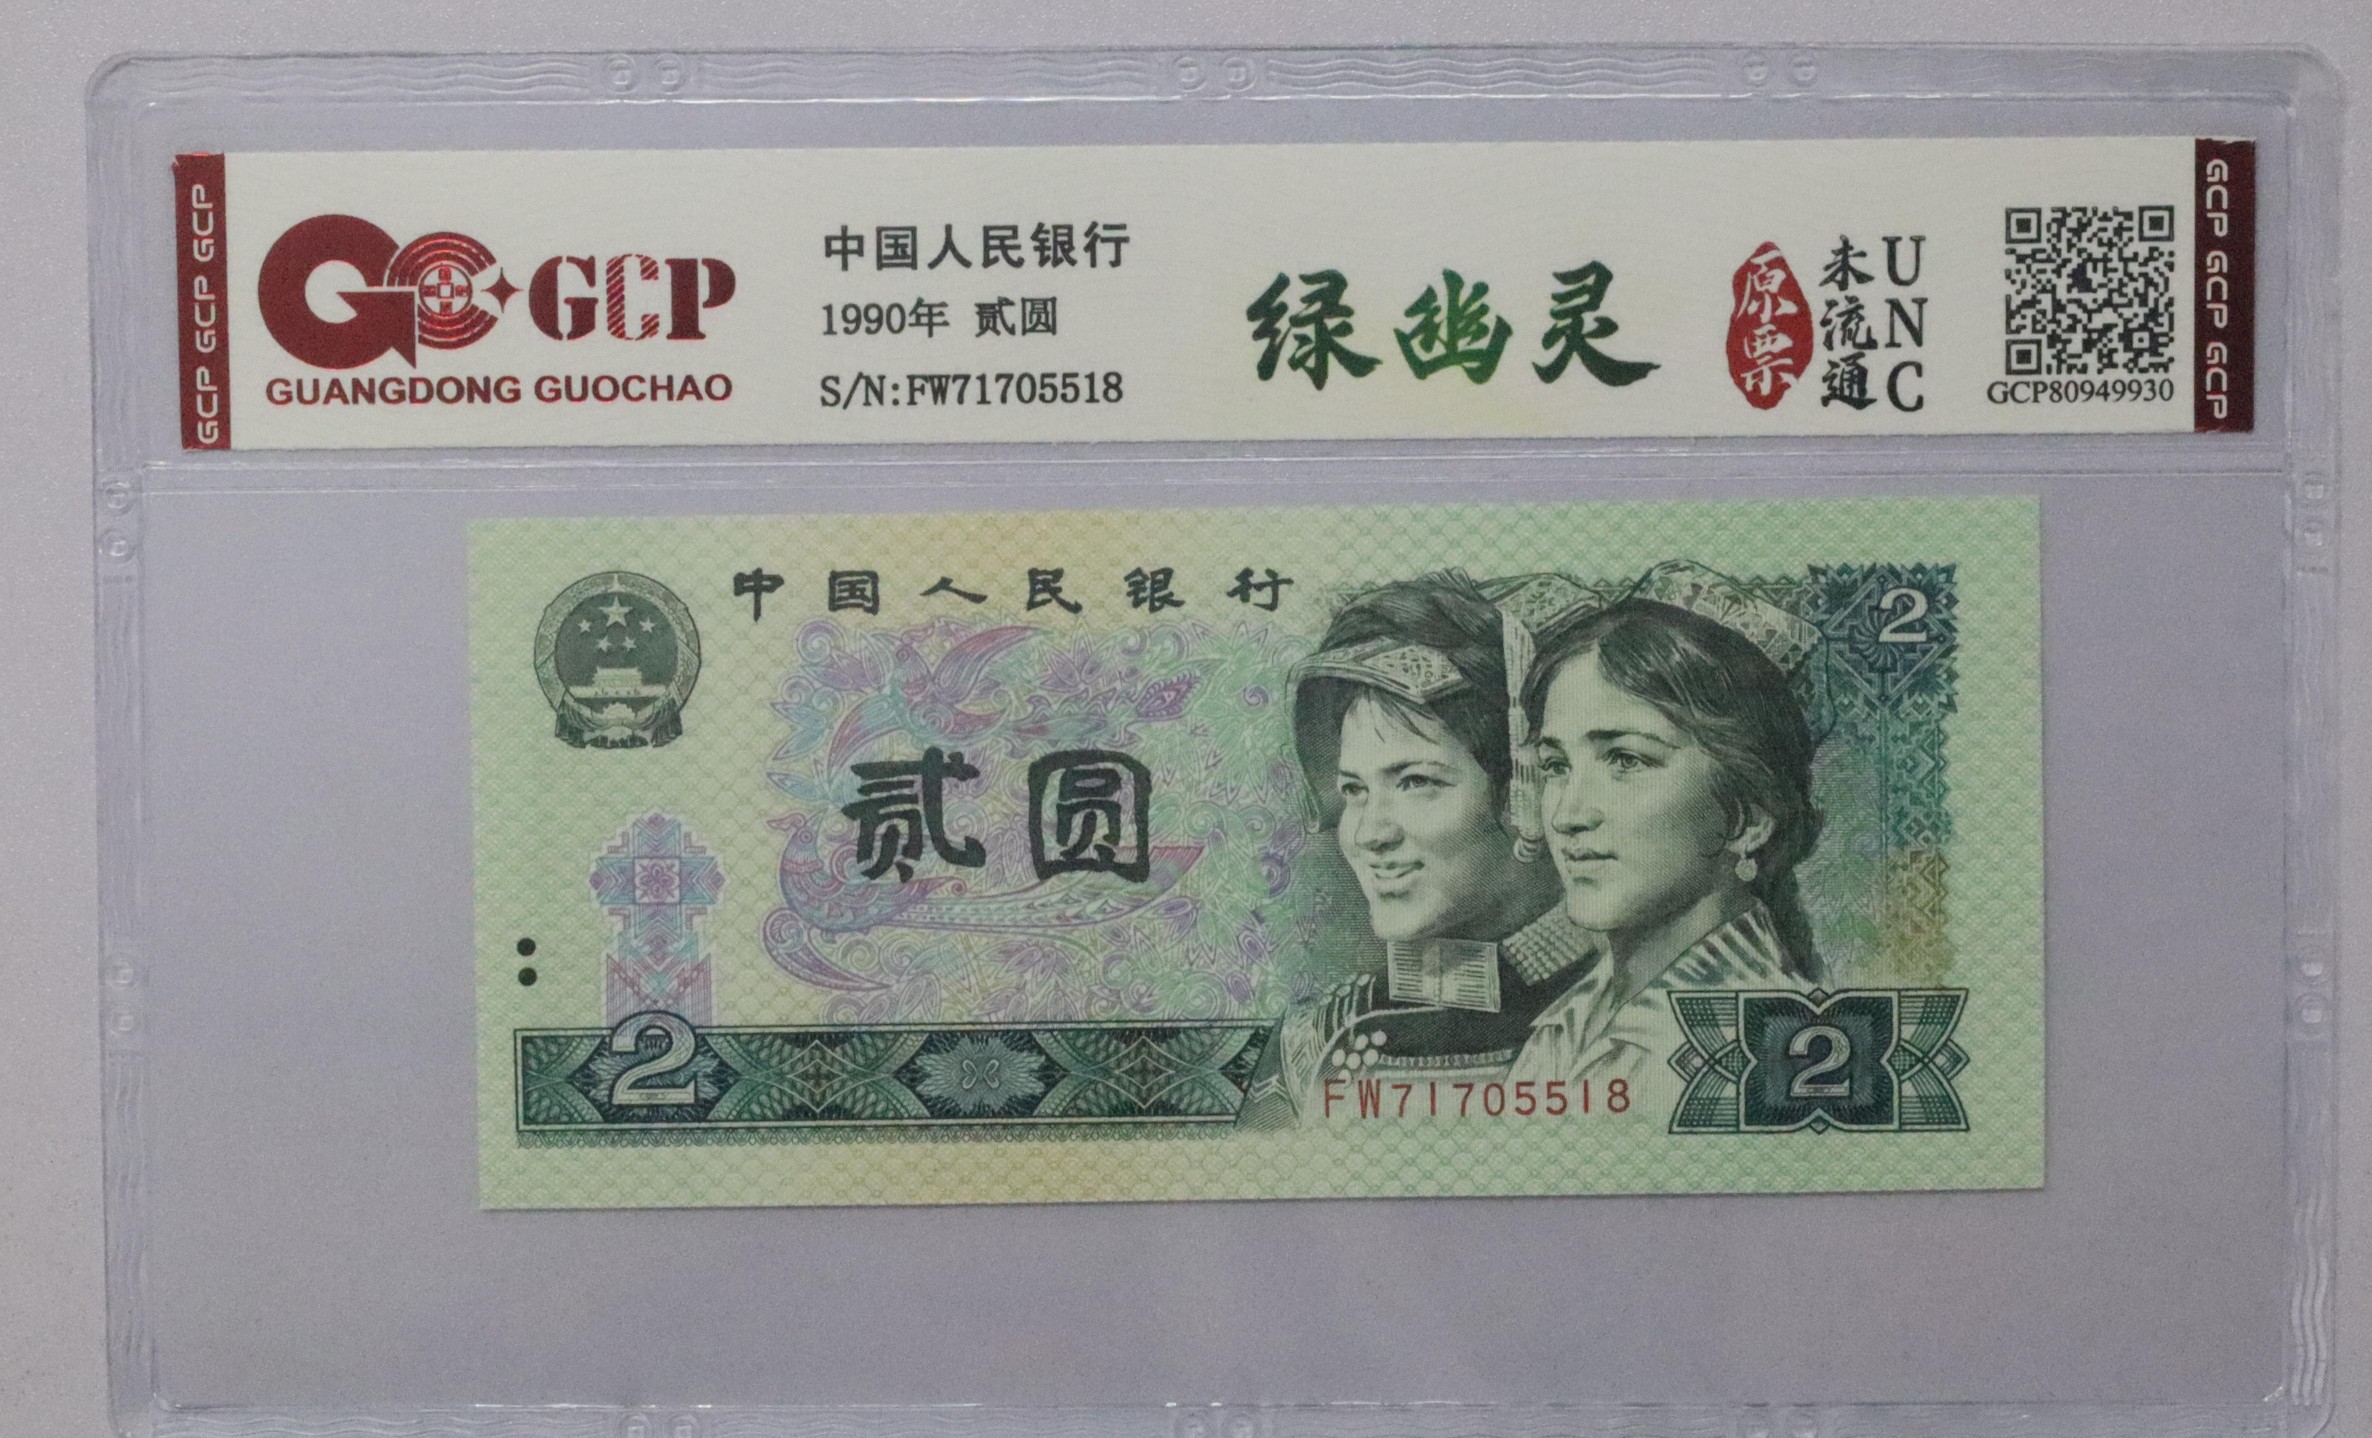 GCP GCP GCP
GCP
GUANGDONG GUOCHAO
中国人民银行
1990年 贰圆
S/N:FW71705518
绿幽灵
原票
未流通
UNC
GCP80949930
GCP GCP GCP
中国人民银行
2
贰圆
2
FW71705518
2